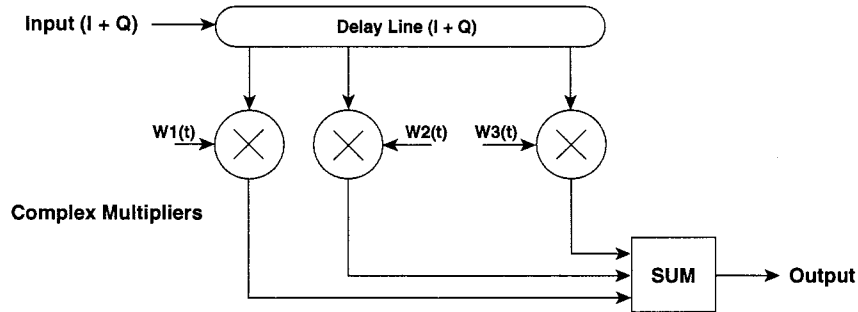 Input (I + Q)
Delay Line (I + Q)
W1(t)
W2(t)
W3(t)
Complex Multipliers
SUM
Output